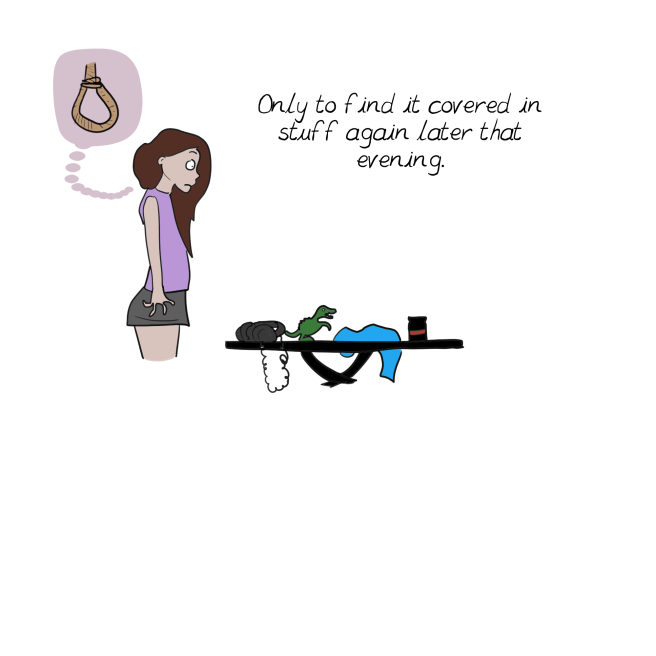 Only to find it covered in
stuff again later that
evening.